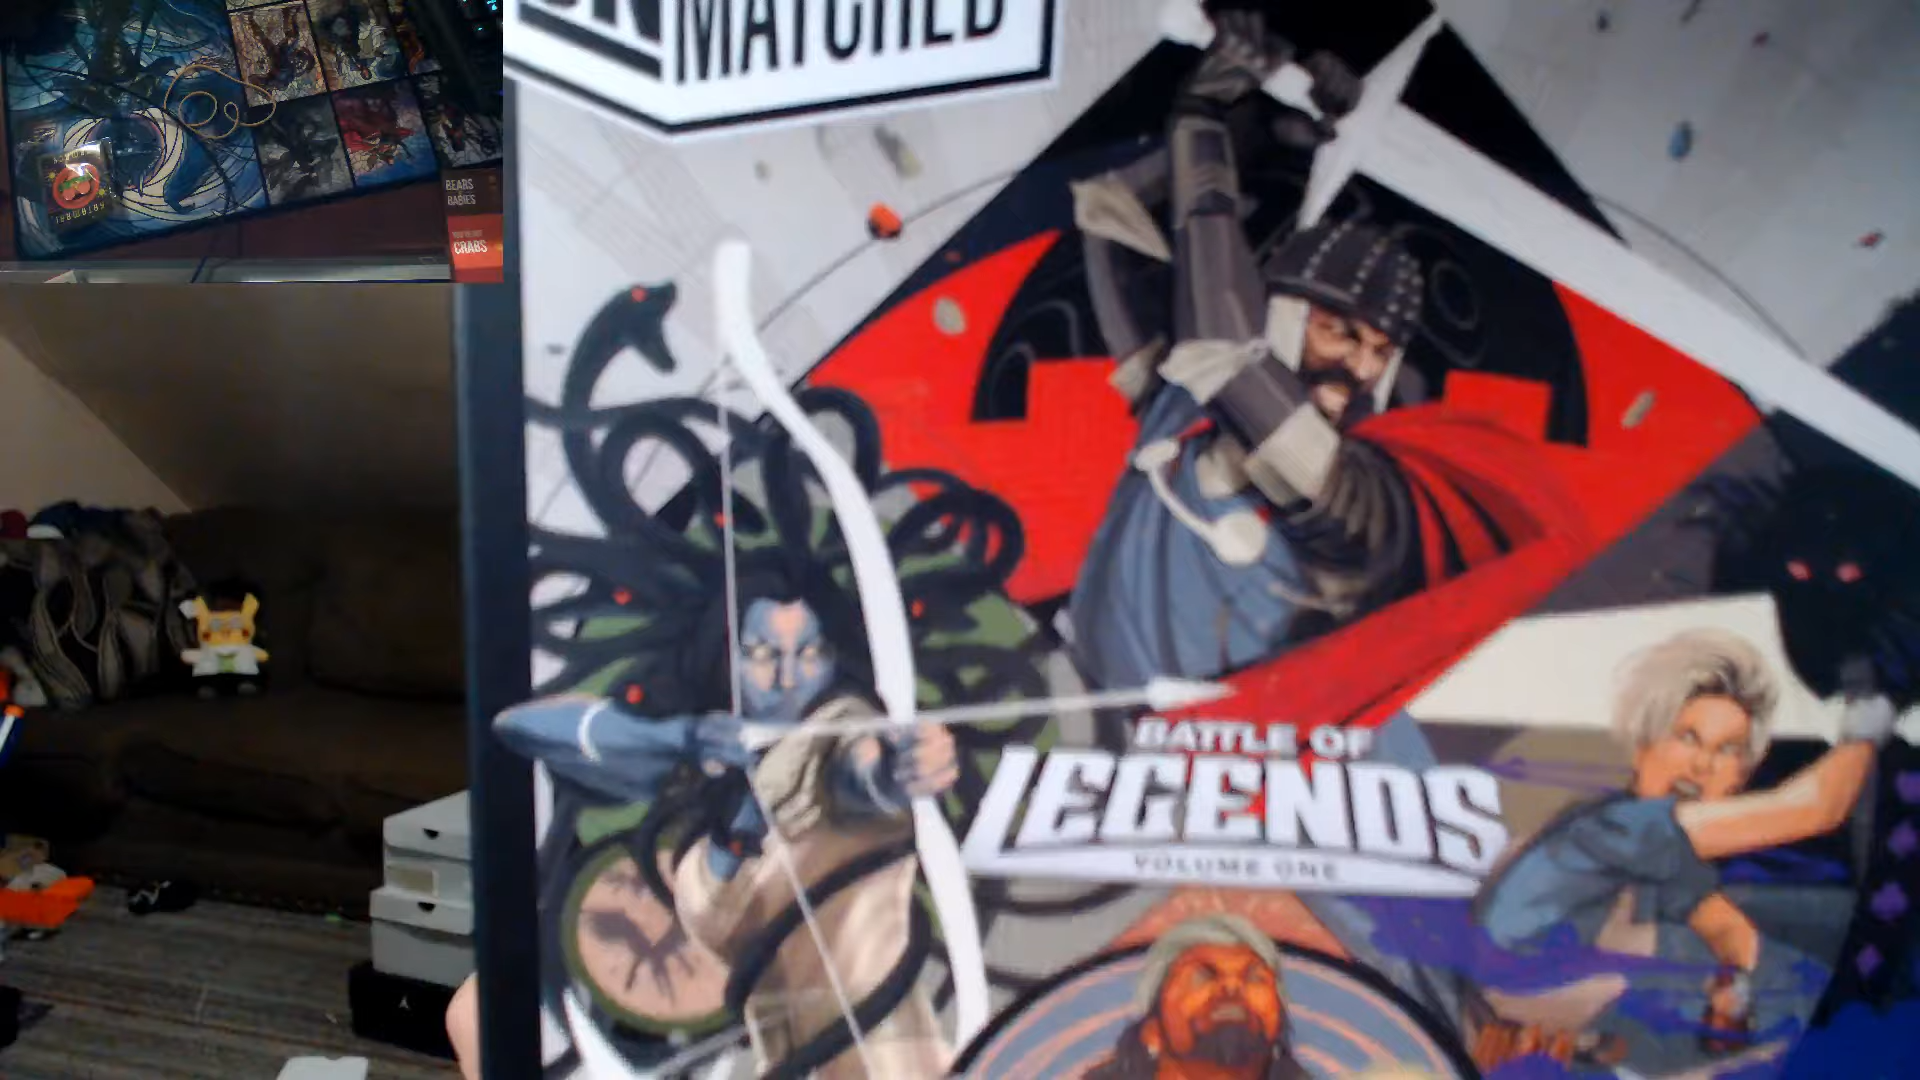 MATCHED
BEARS
BABIES
CRABS
BATTLE OF
LEGENDS
VOLUME ONE